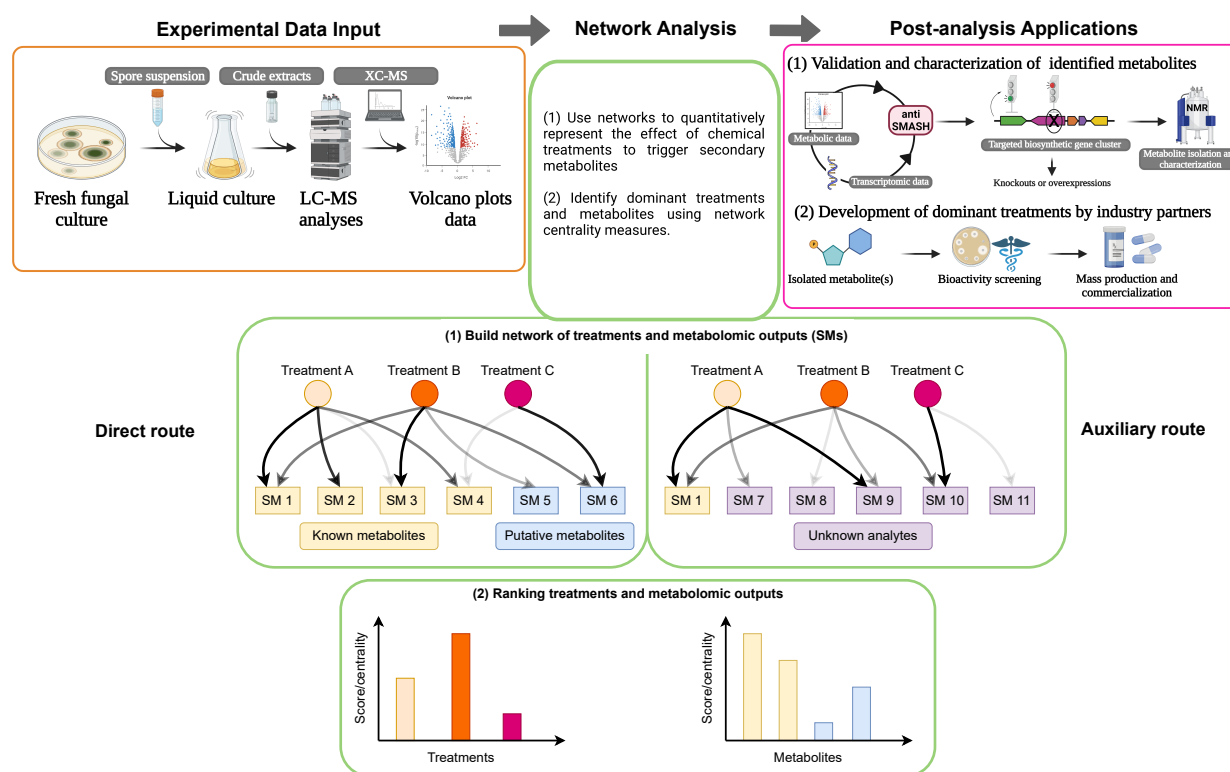 Experimental Data Input
Network Analysis
Post-analysis Applications
Spore suspension
Crude extracts
XC-MS
Volcano plot
Log2 FC
Fresh fungal
culture
Liquid culture
LC-MS
analyses
Volcano plots
data
(1) Use networks to quantitatively
represent the effect of chemical
treatments to trigger secondary
metabolites
(2) Identify dominant treatments
and metabolites using network
centrality measures.
(1) Validation and characterization of identified metabolites
Metabolic data
anti
SMASH
Transcriptomic data
Targeted biosynthetic gene cluster
Knockouts or overexpressions
NMR
Metabolite isolation an
characterization
(2) Development of dominant treatments by industry partners
P
Isolated metabolite(s)
Bioactivity screening
Mass production and
commercialization
(1) Build network of treatments and metabolomic outputs (SMs)
Direct route
Treatment A
Treatment B
Treatment C
SM 1
SM 2
SM 3
SM 4
SM 5
SM 6
Known metabolites
Putative metabolites
Treatment A
Treatment B
Treatment C
SM 1
SM 7
SM 8
SM 9
SM 10
SM 11
Unknown analytes
Auxiliary route
(2) Ranking treatments and metabolomic outputs
Score/centrality
Treatments
Score/centrality
Metabolites